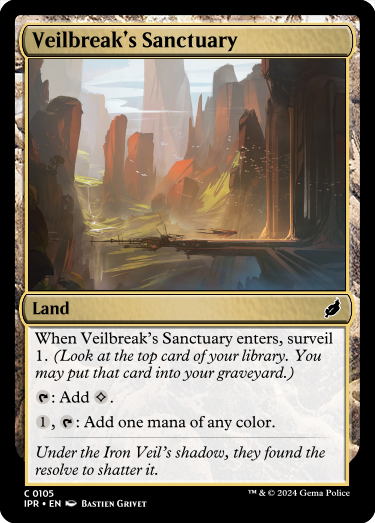 Veilbreak's Sanctuary
Land
When Veilbreak's Sanctuary enters, surveil
1. (Look at the top card of your library. You
may put that card into your graveyard.)
: Add .
1, : Add one mana of any color.
Under the Iron Veil's shadow, they found the
resolve to shatter it.
C 0105
IPR • EN Bastien Grivet
™ & © 2024 Gema Police